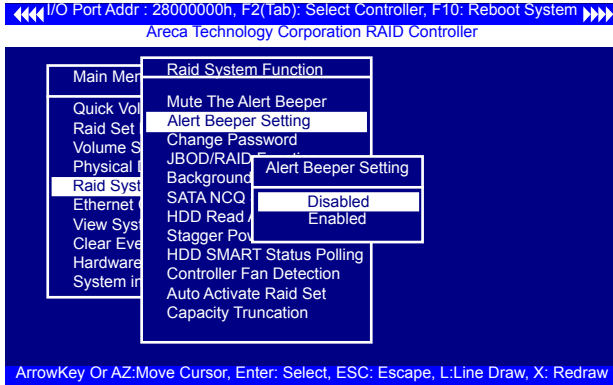 I/O Port Addr : 28000000h, F2(Tab): Select Controller, F10: Reboot System
Areca Technology Corporation RAID Controller
Main Men
Quick Vol
Raid Set
Volume S
Physical
Raid Syst
Ethernet
View Syst
Clear Eve
Hardware
System in
Raid System Function
Mute The Alert Beeper
Alert Beeper Setting
Change Password
JBOD/RAID
Background
SATA NCQ
HDD Read
Stagger Pow
HDD SMART Status Polling
Controller Fan Detection
Auto Activate Raid Set
Capacity Truncation
Alert Beeper Setting
Disabled
Enabled
ArrowKey Or AZ:Move Cursor, Enter: Select, ESC: Escape, L:Line Draw, X: Redraw